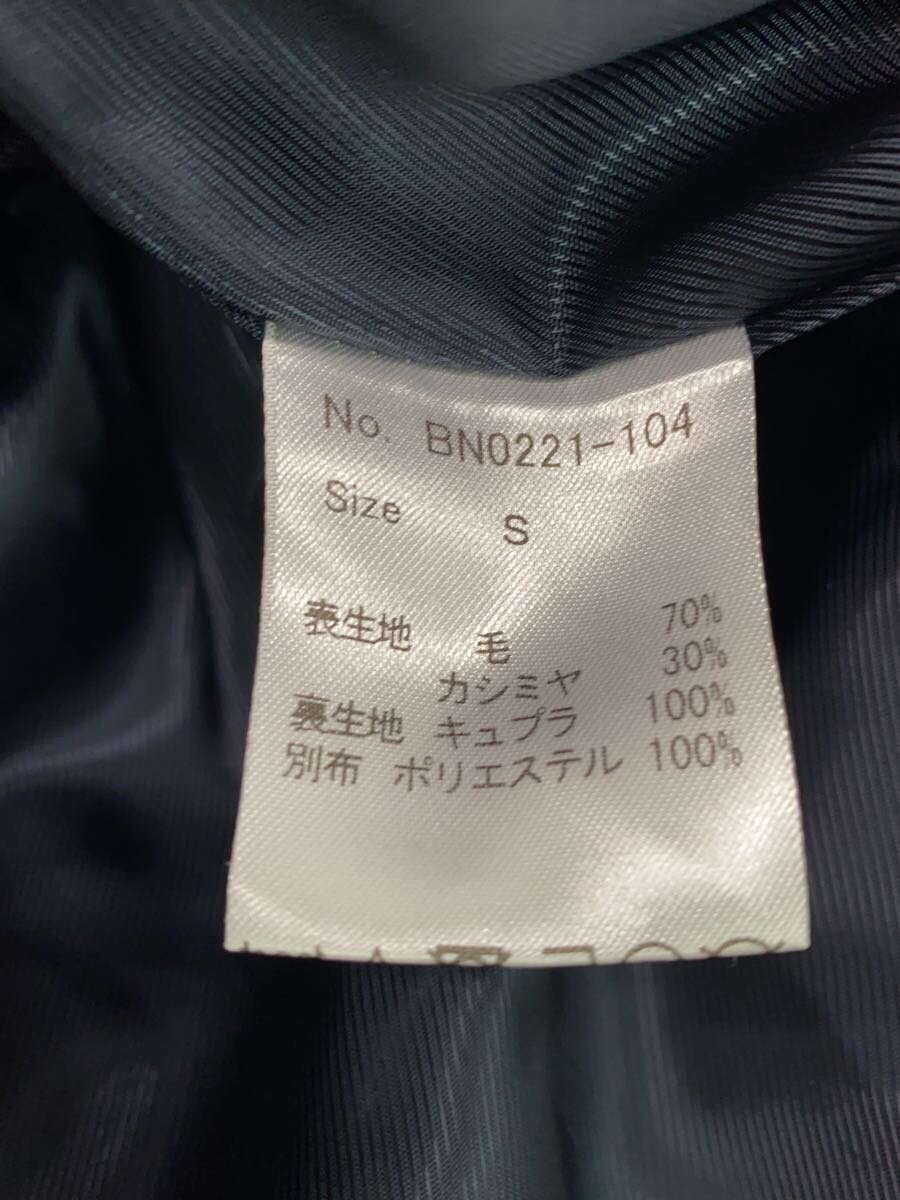 No. BN0221-104
Size S
表生地 毛 70%
カシミヤ 30%
裏生地 キュプラ 100%
別布 ポリエステル 100%